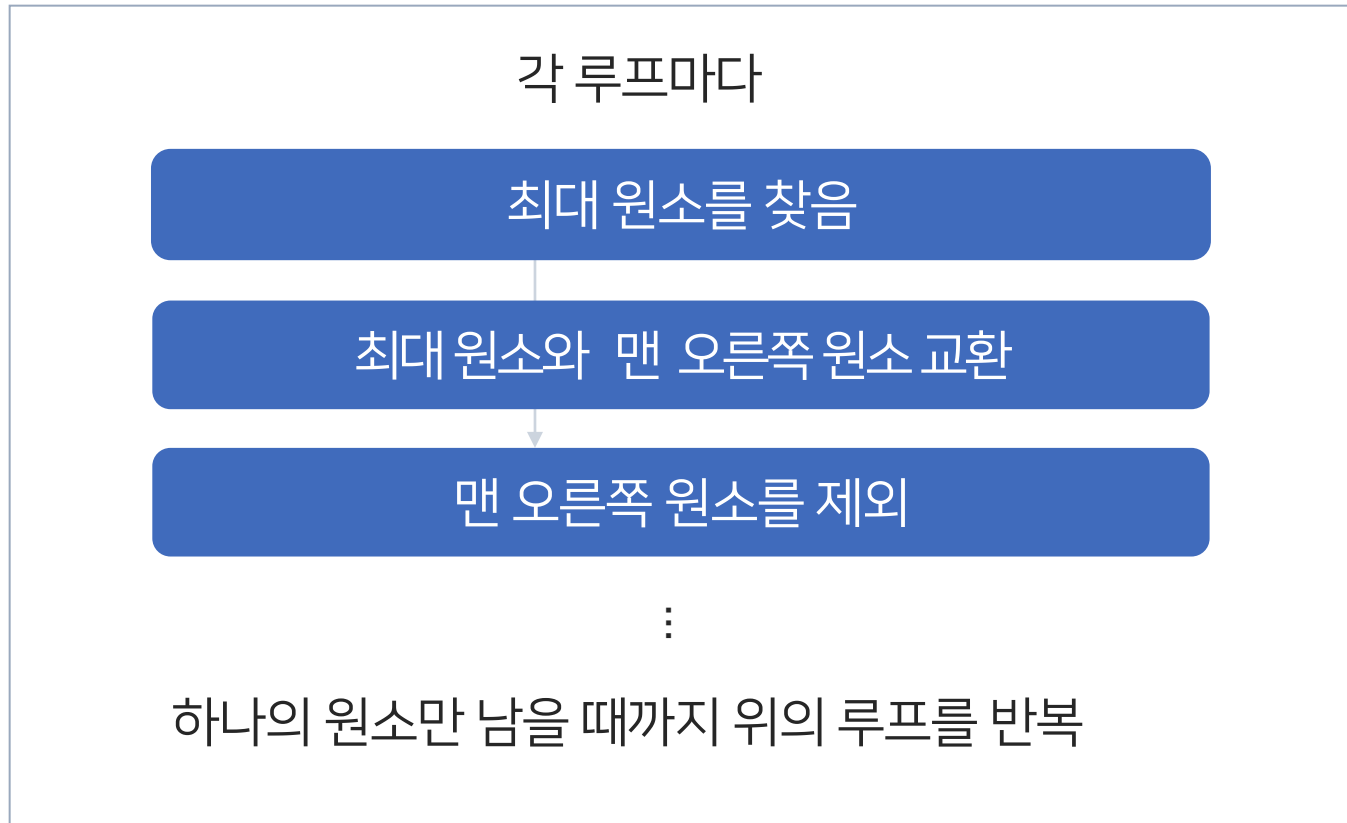 각 루프마다
최대 원소를 찾음
최대 원소와 맨 오른쪽 원소 교환
맨 오른쪽 원소를 제외
⋮
하나의 원소만 남을 때까지 위의 루프를 반복